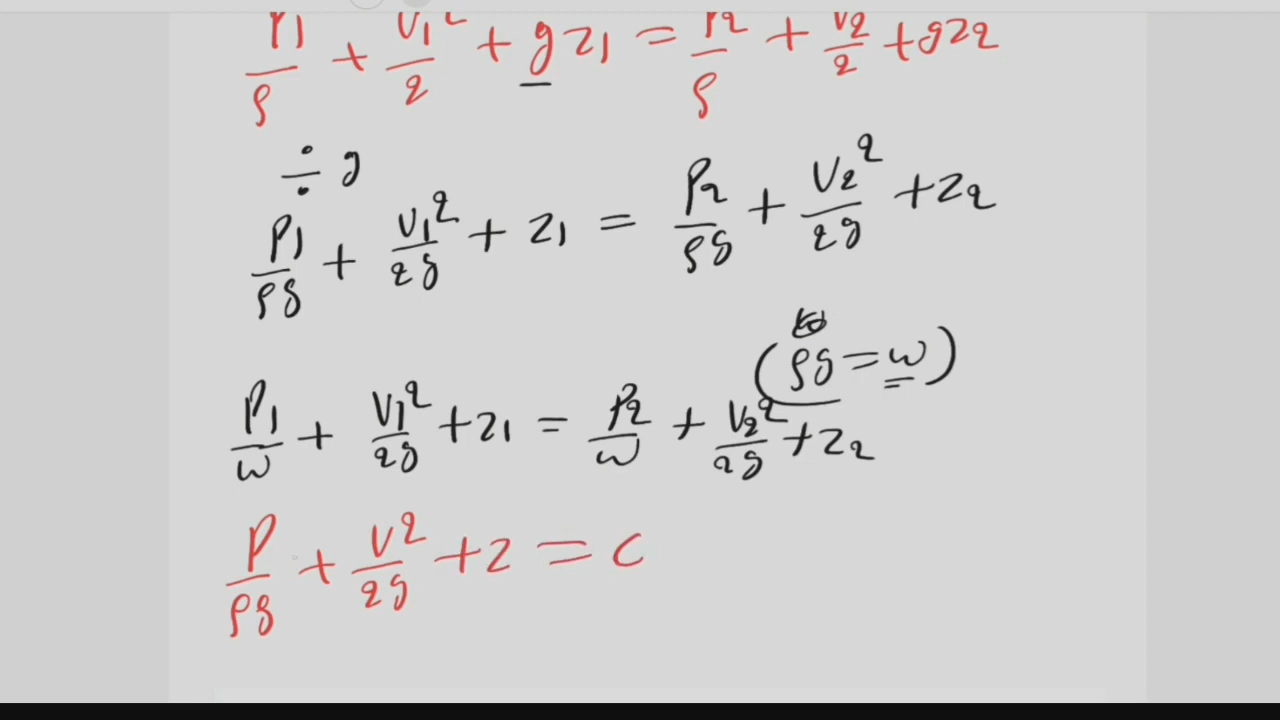 P1/ρ + V1²/2 + gz1 = P2/ρ + V2/2 + gz2
÷ g
P1/ρg + V1²/2g + z1 = P2/ρg + V2²/2g + z2
(ρg = w)
P1/w + V1²/2g + z1 = P2/w + V2²/2g + z2
P/ρg + V²/2g + z = C